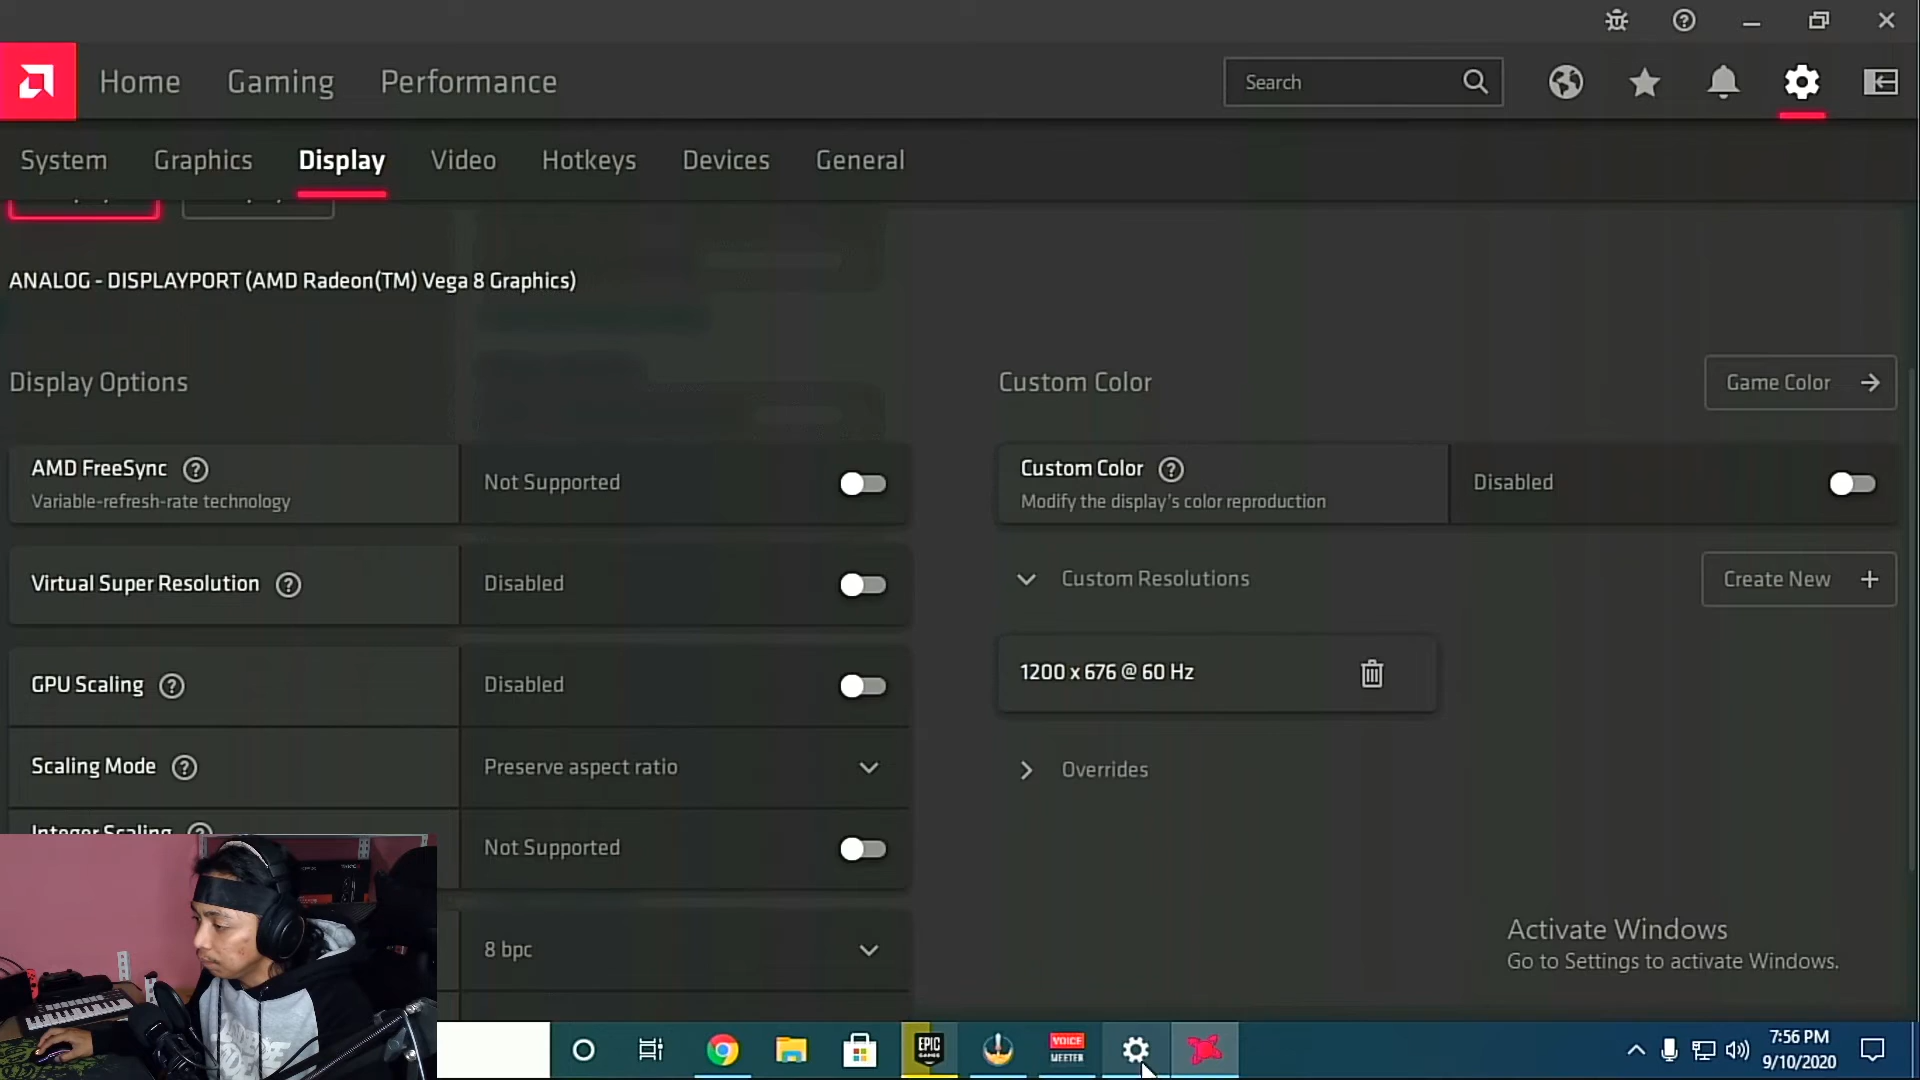 Home Gaming Performance Search
System Graphics Display Video Hotkeys Devices General
ANALOG - DISPLAYPORT (AMD Radeon(TM) Vega 8 Graphics)
Display Options
AMD FreeSync
Variable-refresh-rate technology
Not Supported
Virtual Super Resolution
Disabled
GPU Scaling
Disabled
Scaling Mode
Preserve aspect ratio
Integer Scaling
Not Supported
8 bpc
Custom Color
Game Color
Custom Color
Modify the display's color reproduction
Disabled
Custom Resolutions
Create New
1200 x 676 @ 60 Hz
Overrides
Activate Windows
Go to Settings to activate Windows.
EPIC
GAMES
VOICE
MEETER
7:56 PM
9/10/2020